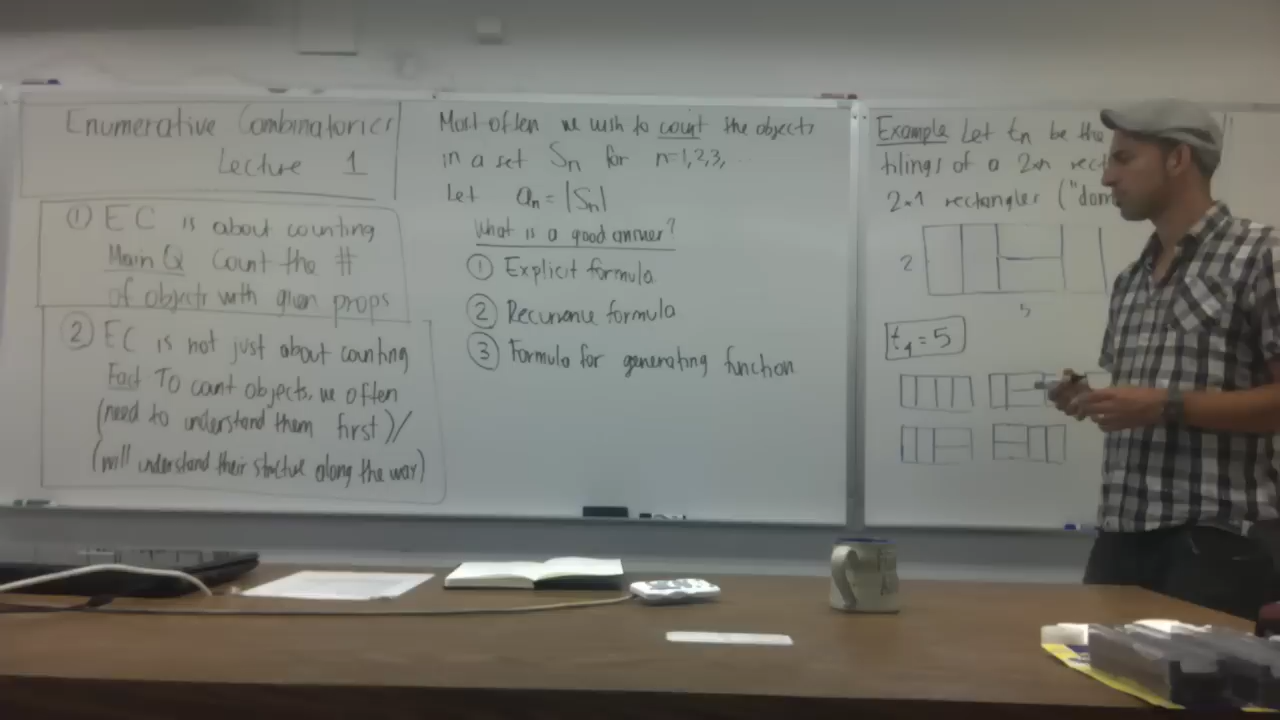 Enumerative Combinatorics
Lecture 1
① EC is about counting
Main Q Count the #
of objects with given props
② EC is not just about counting
Fact To count objects, we often
(need to understand them first)/
(will understand their structure along the way)
Most often we wish to count the objects
in a set Sn for n=1,2,3,
Let an = |Sn|
What is a good answer?
① Explicit formula
② Recurrence formula
③ Formula for generating function
Example Let tn be the
tilings of a 2xn rect
2x1 rectangles ("dom
2
5
t4 = 5